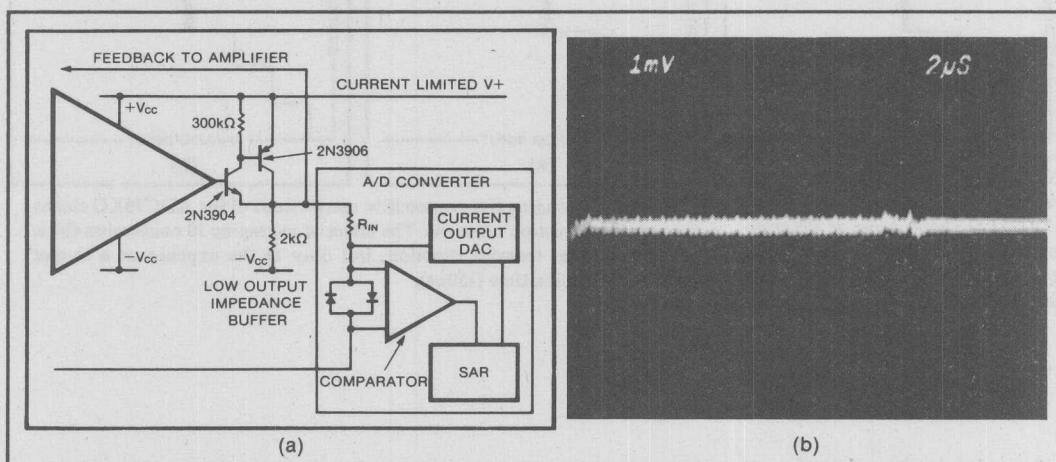 FEEDBACK TO AMPLIFIER
CURRENT LIMITED V+
+VCC
300kΩ
2N3906
A/D CONVERTER
2N3904
RIN
CURRENT
OUTPUT
DAC
2kΩ
VCC
VCC
LOW OUTPUT
IMPEDANCE
BUFFER
COMPARATOR
SAR
(a)
1mV
2µS
(b)